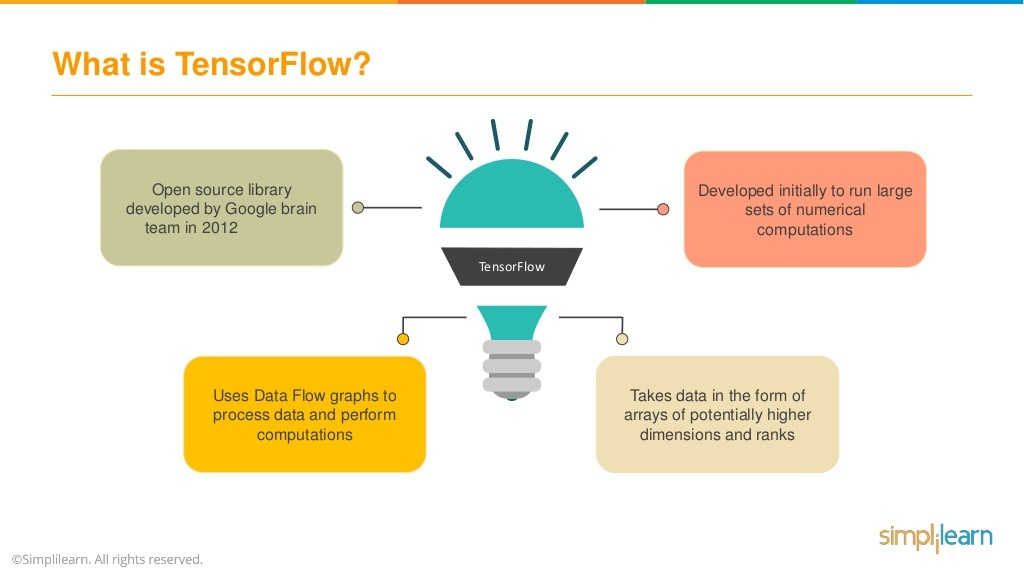 What is TensorFlow?
Open source library
developed by Google brain
team in 2012
Developed initially to run large
sets of numerical
computations
TensorFlow
Uses Data Flow graphs to
process data and perform
computations
Takes data in the form of
arrays of potentially higher
dimensions and ranks
simplilearn
©Simplilearn. All rights reserved.